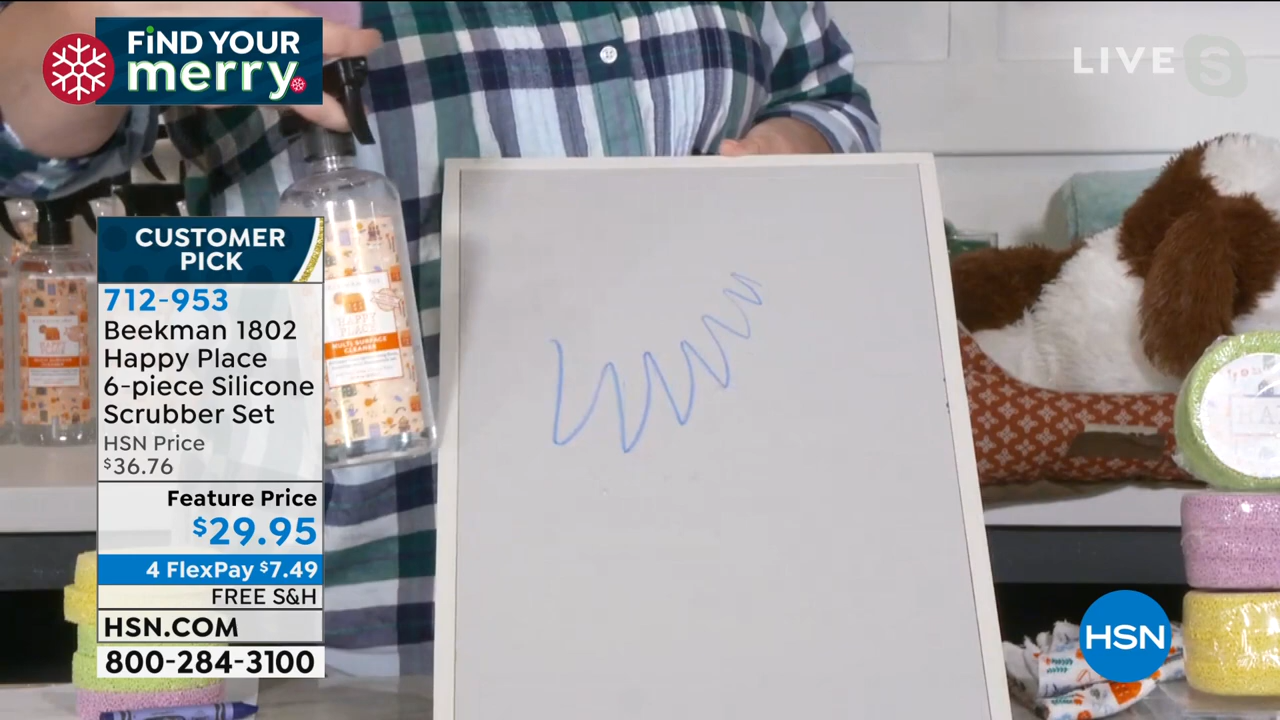 FiND YOUR
merry.
LIVE
CUSTOMER
PICK
712-953
Beekman 1802
Happy Place
6-piece Silicone
Scrubber Set
HSN Price
$36.76
Feature Price
$29.95
4 FlexPay $7.49
FREE S&H
HSN.COM
800-284-3100
HAPPY
PLACE
MULTI-SURFACE
CLEANER
HSN